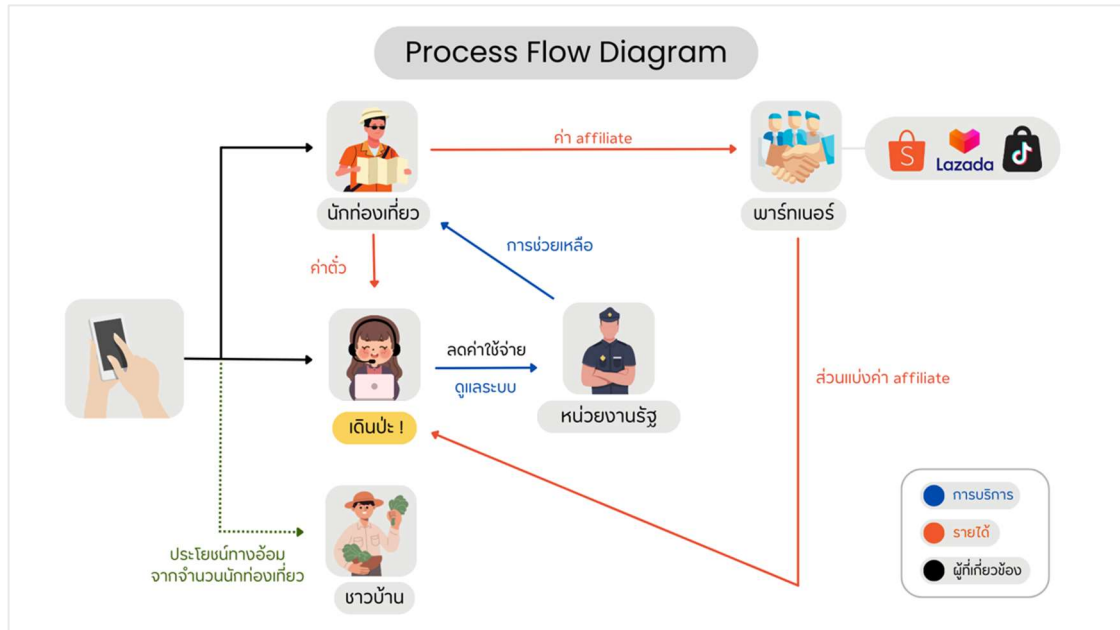 Process Flow Diagram
ค่า affiliate
S
Lazada
นักท่องเที่ยว
พาร์ทเนอร์
การช่วยเหลือ
ค่าตั๋ว
ลดค่าใช้จ่าย
ดูแลระบบ
ส่วนแบ่งค่า affiliate
เดินป่ะ !
หน่วยงานรัฐ
ประโยชน์ทางอ้อม
จากจำนวนนักท่องเที่ยว
ชาวบ้าน
การบริการ
รายได้
ผู้ที่เกี่ยวข้อง